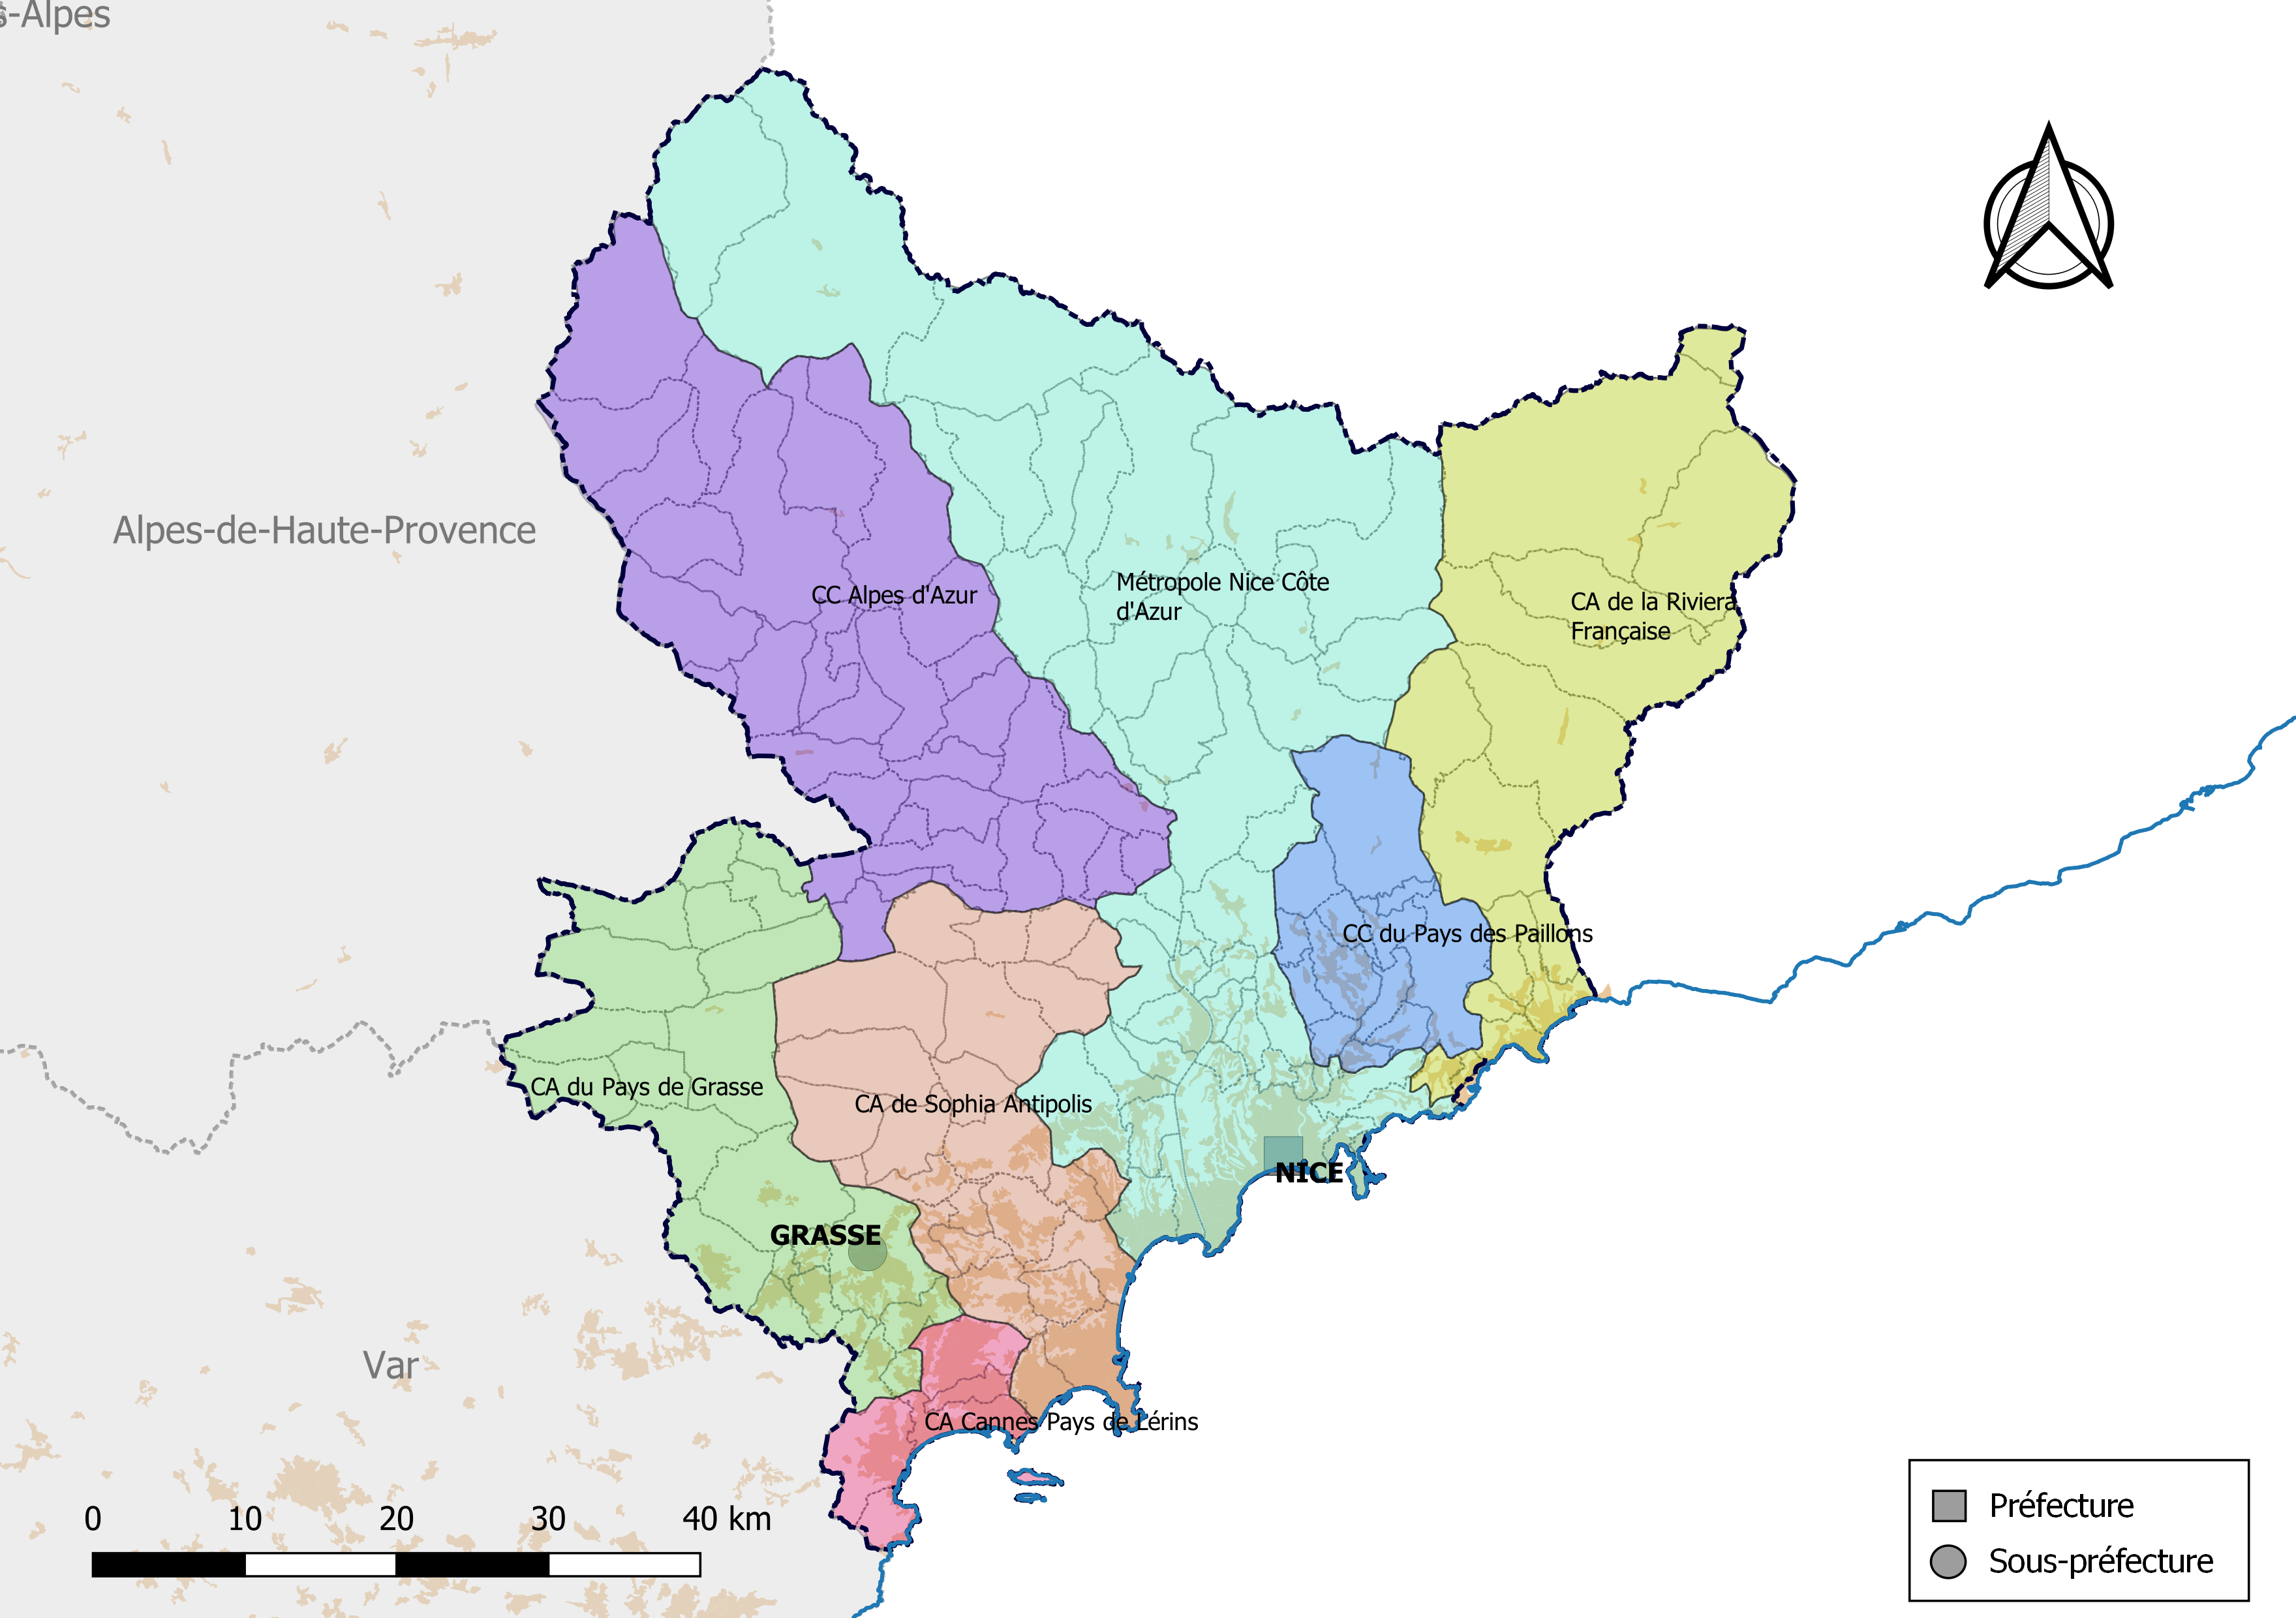 s-Alpes
Alpes-de-Haute-Provence
CC Alpes d'Azur
Métropole Nice Côte
d'Azur
CA de la Riviera
Française
CC du Pays des Paillons
CA du Pays de Grasse
CA de Sophia Antipolis
NICE
GRASSE
Var
CA Cannes Pays de Lérins
0 10 20 30 40 km
Préfecture
Sous-préfecture